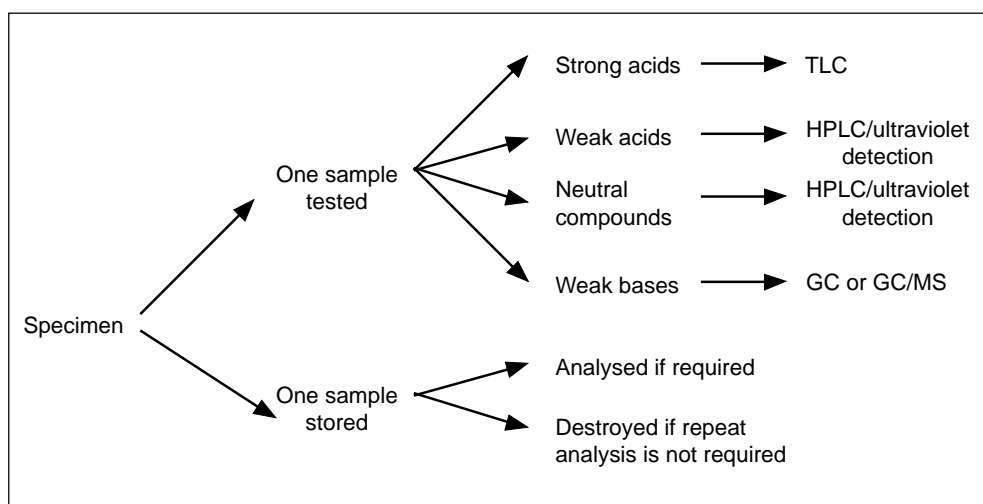 Strong acids
TLC
Weak acids
HPLC/ultraviolet
detection
One sample
tested
Neutral
compounds
HPLC/ultraviolet
detection
Weak bases
GC or GC/MS
Specimen
Analysed if required
One sample
stored
Destroyed if repeat
analysis is not required